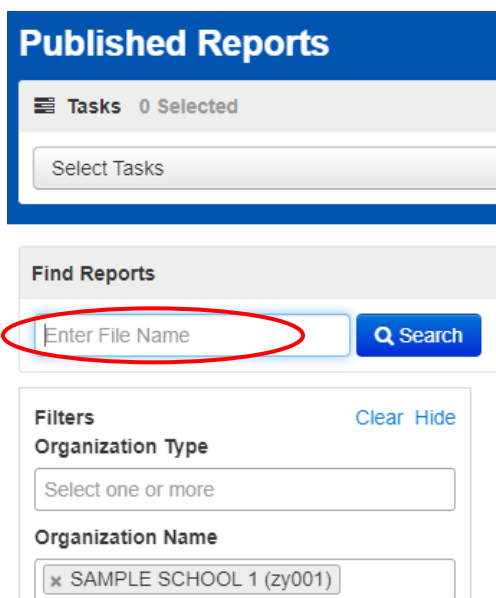 Published Reports
Tasks 0 Selected
Select Tasks
Find Reports
Enter File Name
Search
Filters Clear Hide
Organization Type
Select one or more
Organization Name
× SAMPLE SCHOOL 1 (zy001)